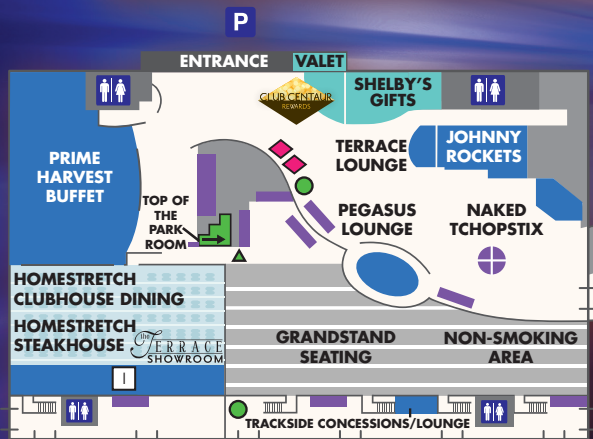 P
ENTRANCE
VALET
CLUB CENTAUR
REWARDS
SHELBY'S
GIFTS
PRIME
HARVEST
BUFFET
TERRACE
LOUNGE
JOHNNY
ROCKETS
TOP OF
THE
PARK
ROOM
PEGASUS
LOUNGE
NAKED
TCHOPSTIX
HOMESTRETCH
CLUBHOUSE DINING
HOMESTRETCH
STEAKHOUSE
the TERRACE
SHOWROOM
GRANDSTAND
SEATING
NON-SMOKING
AREA
I
TRACKSIDE CONCESSIONS/LOUNGE